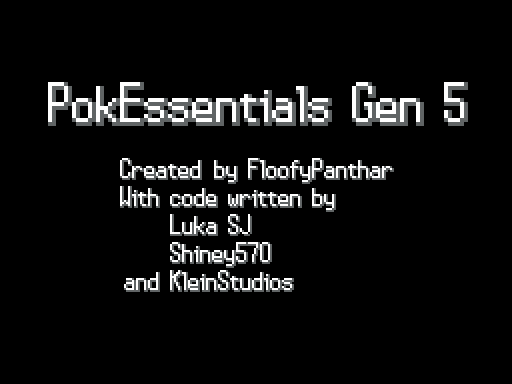 PokEssentials Gen 5
Created by FloofyPanthar
With code written by
Luka SJ
Shiney570
and KleinStudios